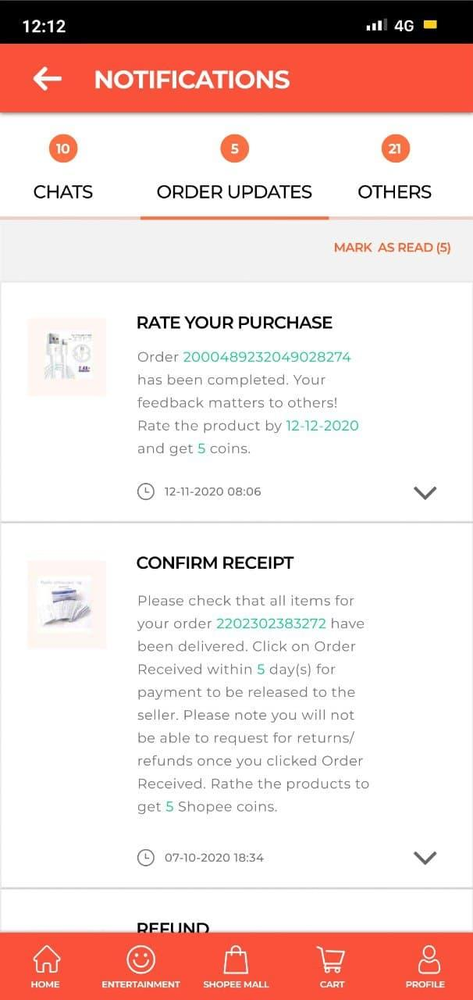 12:12
4G
NOTIFICATIONS
10
5
21
CHATS
ORDER UPDATES
OTHERS
MARK AS READ (5)
RATE YOUR PURCHASE
Order 2000489232049028274
has been completed. Your
feedback matters to others!
Rate the product by 12-12-2020
and get 5 coins.
12-11-2020 08:06
CONFIRM RECEIPT
Please check that all items for
your order 2202302383272 have
been delivered. Click on Order
Received within 5 day(s) for
payment to be released to the
seller. Please note you will not
be able to request for returns/
refunds once you clicked Order
Received. Rathe the products to
get 5 Shopee coins.
07-10-2020 18:34
REFUND
HOME
ENTERTAINMENT
SHOPEE MALL
CART
PROFILE